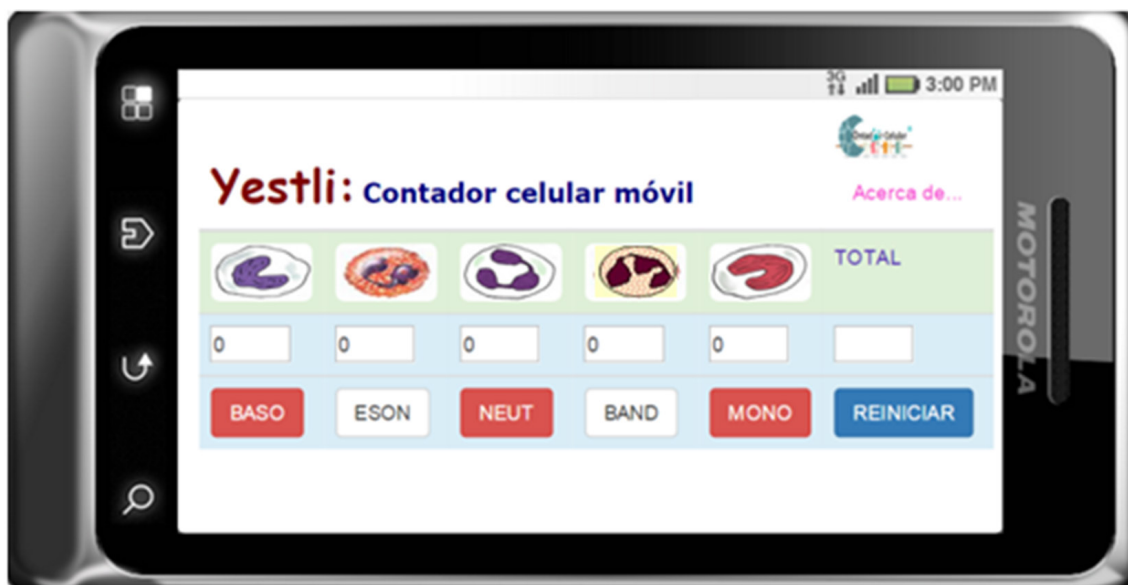 3G 3:00 PM
Yestli: Contador celular móvil
Acerca de...
TOTAL
0 0 0 0 0
BASO ESON NEUT BAND MONO REINICIAR
MOTOROLA